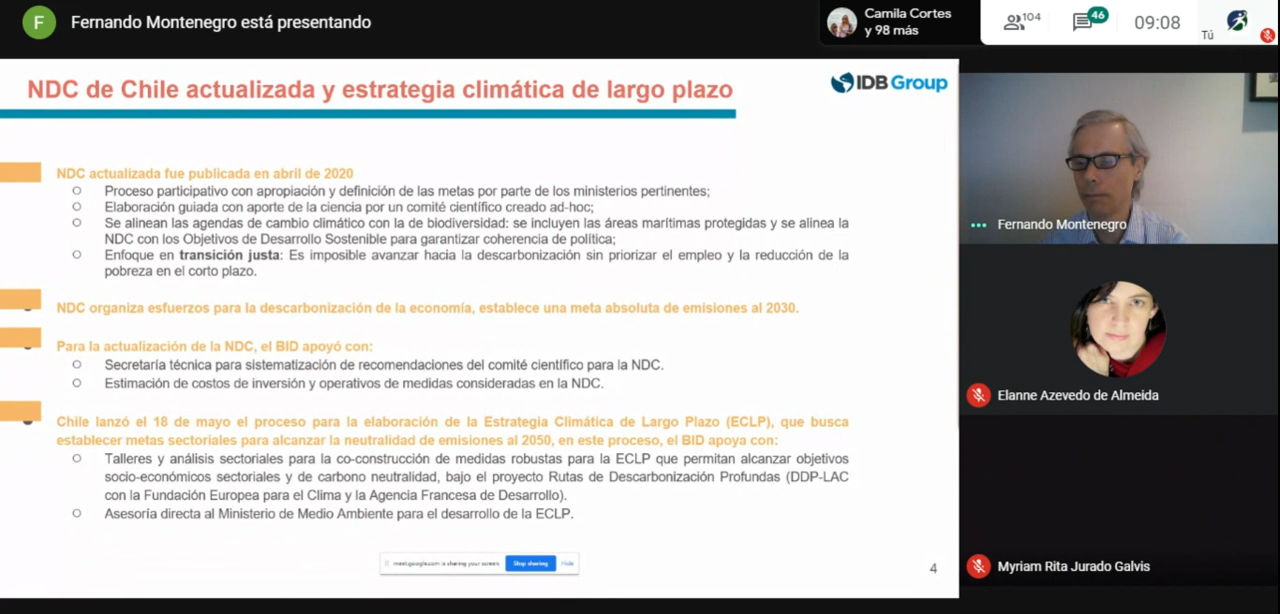 F
Fernando Montenegro está presentando
Camila Cortes
y 98 más
104
46
09:08
Tú
NDC de Chile actualizada y estrategia climática de largo plazo
IDB Group
NDC actualizada fue publicada en abril de 2020
Proceso participativo con apropiación y definición de las metas por parte de los ministerios pertinentes;
Elaboración guiada con aporte de la ciencia por un comité científico creado ad-hoc;
Se alinean las agendas de cambio climático con la de biodiversidad: se incluyen las áreas marítimas protegidas y se alinea la
NDC con los Objetivos de Desarrollo Sostenible para garantizar coherencia de política;
Enfoque en transición justa: Es imposible avanzar hacia la descarbonización sin priorizar el empleo y la reducción de la
pobreza en el corto plazo.
NDC organiza esfuerzos para la descarbonización de la economía, establece una meta absoluta de emisiones al 2030.
Para la actualización de la NDC, el BID apoyó con:
Secretaría técnica para sistematización de recomendaciones del comité científico para la NDC.
Estimación de costos de inversión y operativos de medidas consideradas en la NDC.
Chile lanzó el 18 de mayo el proceso para la elaboración de la Estrategia Climática de Largo Plazo (ECLP), que busca
establecer metas sectoriales para alcanzar la neutralidad de emisiones al 2050, en este proceso, el BID apoya con:
Talleres y análisis sectoriales para la co-construcción de medidas robustas para la ECLP que permitan alcanzar objetivos
socio-económicos sectoriales y de carbono neutralidad, bajo el proyecto Rutas de Descarbonización Profundas (DDP-LAC
con la Fundación Europea para el Clima y la Agencia Francesa de Desarrollo).
Asesoría directa al Ministerio de Medio Ambiente para el desarrollo de la ECLP.
meet.google.com is sharing your screen.
Stop sharing
Hide
4
Fernando Montenegro
Elanne Azevedo de Almeida
Myriam Rita Jurado Galvis